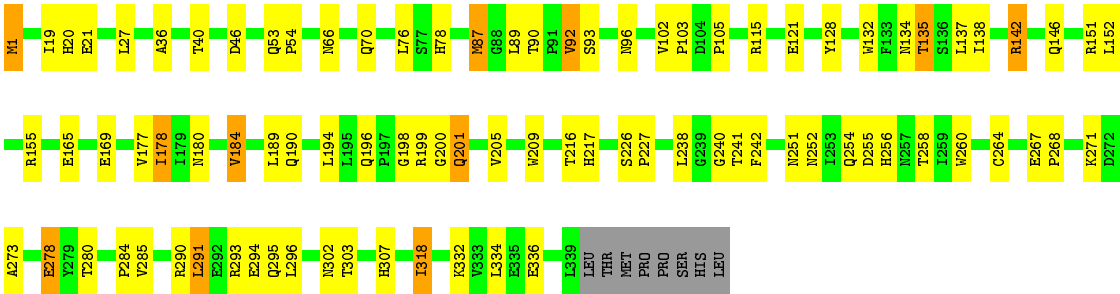 M1 I19 H20 E21 L27 A36 T40 D46 Q53 P54 N66 Q70 L76 S77 H78 M87 G88 L89 T90 P91 V92 S93 N96 V102 P103 D104 P105 R115 E121 Y128 W132 F133 N134 T135 S136 L137 I138 R142 Q146 R151 L152
R155 E165 E169 V177 I178 I179 N180 V184 L189 Q190 L194 L195 Q196 P197 G198 R199 G200 Q201 V205 W209 T216 H217 S226 P227 L238 G239 G240 T241 F242 N251 N252 I253 Q254 D255 H256 N257 T258 I259 W260 C264 E267 P268 K271 D272
A273 E278 Y279 T280 P284 V285 R290 L291 E292 R293 E294 Q295 L296 N302 T303 H307 I318 K332 V333 L334 E335 E336 L339 LEU THR MET PRO PRO SER HIS LEU